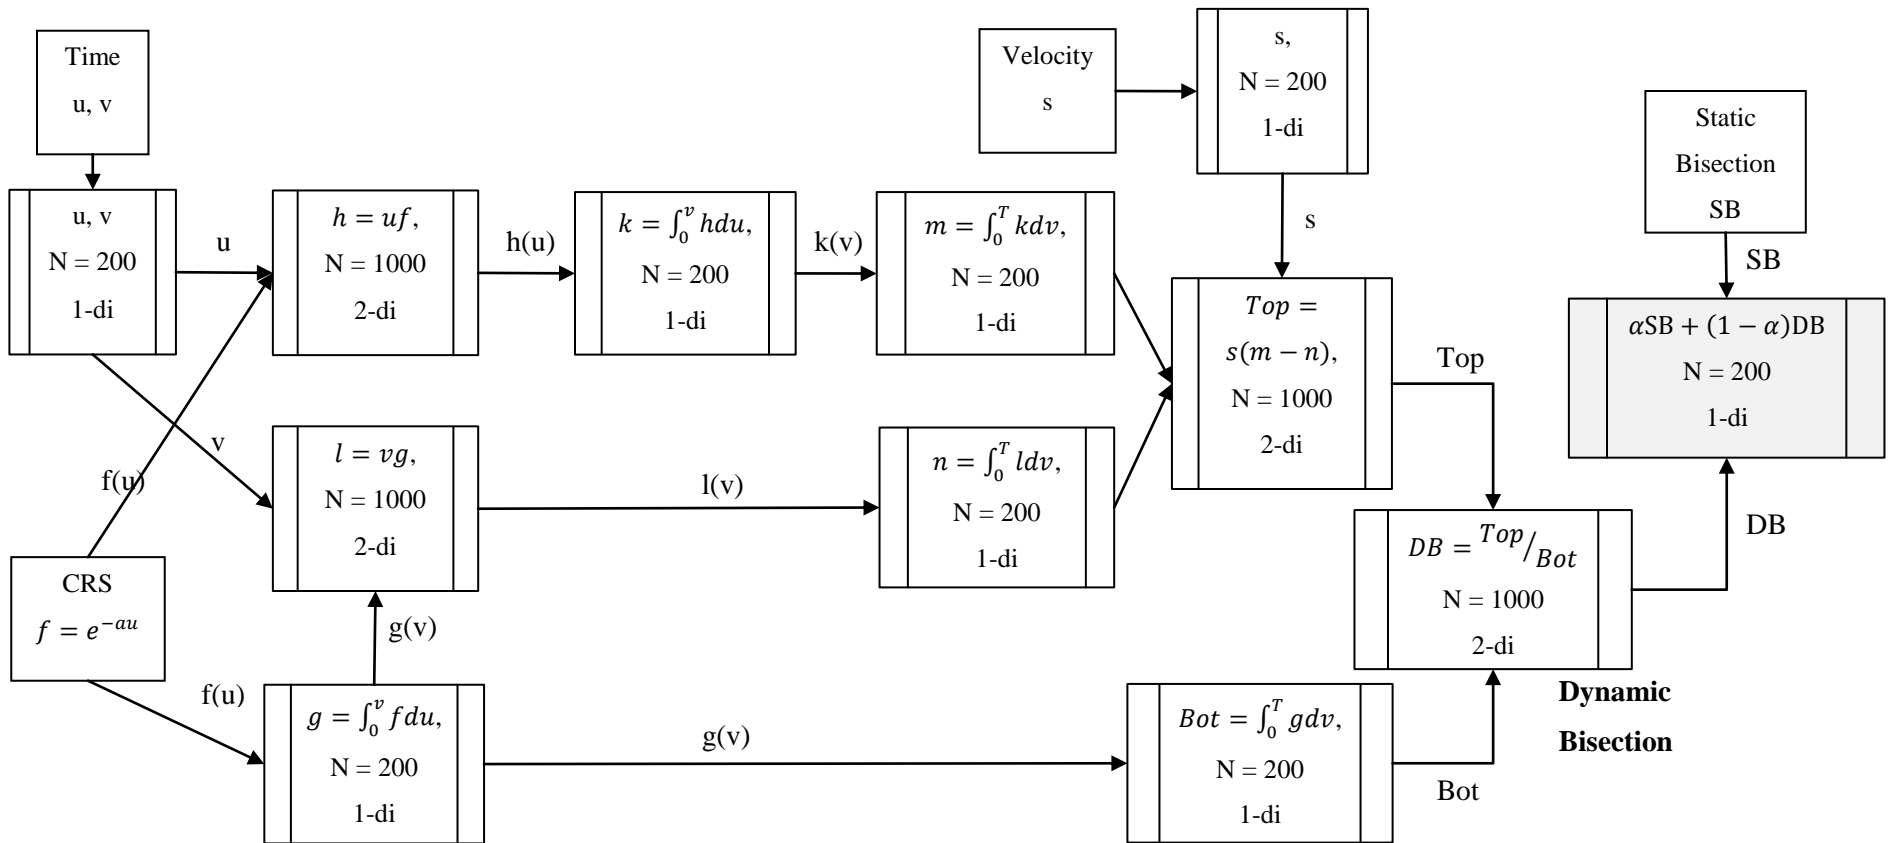 Time
u, v
u, v
N = 200
1-di
u
v
f(u)
CRS
f = e^{-au}
f(u)
h = uf,
N = 1000
2-di
h(u)
k = ∫_0^v hdu,
N = 200
1-di
k(v)
m = ∫_0^T kdv,
N = 200
1-di
l = vg,
N = 1000
2-di
l(v)
g(v)
n = ∫_0^T ldv,
N = 200
1-di
g = ∫_0^v fdu,
N = 200
1-di
g(v)
Bot = ∫_0^T gdv,
N = 200
1-di
Bot
Velocity
s
s,
N = 200
1-di
s
Top =
s(m − n),
N = 1000
2-di
Top
DB = Top/Bot
N = 1000
2-di
Dynamic
Bisection
DB
Static
Bisection
SB
SB
αSB + (1 − α)DB
N = 200
1-di